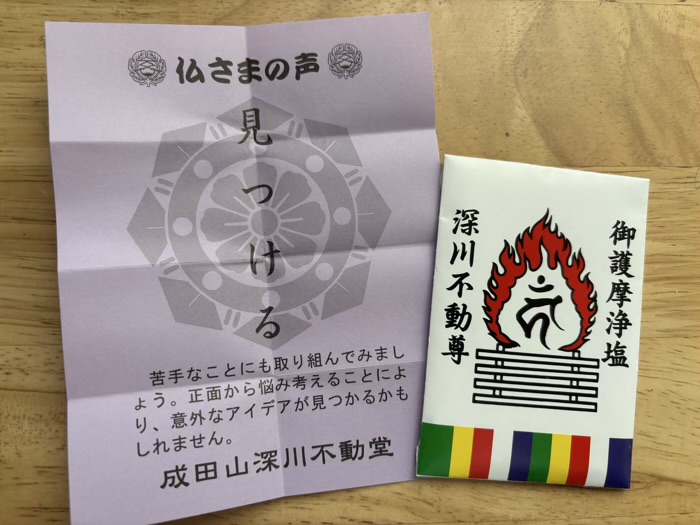 仏さまの声
見つける
苦手なことにも取り組んでみまし
ょう。正面から悩み考えることによ
り、意外なアイデアが見つかるかも
しれません。
成田山深川不動堂
御護摩浄塩
深川不動尊